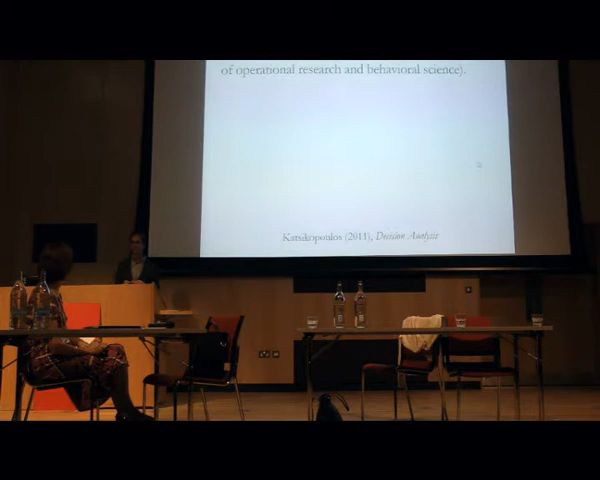 of operational research and behavioral science).
Katsikopoulos (2011), Decision Analysis